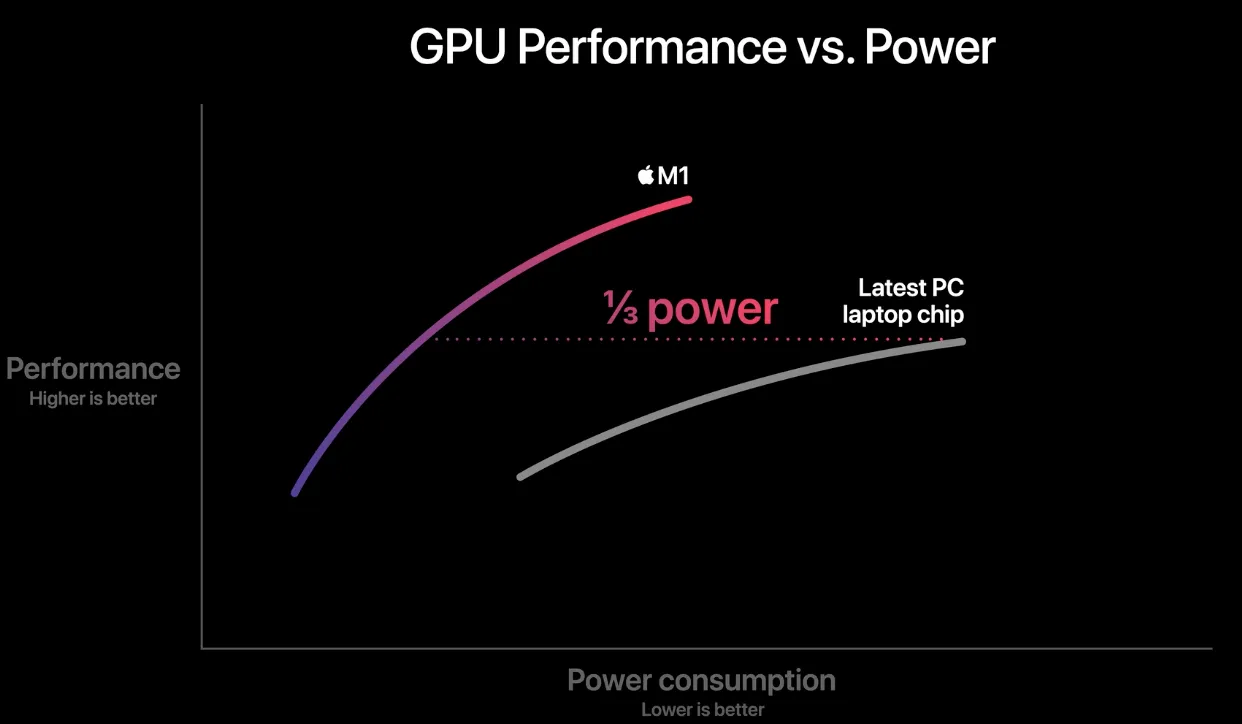 GPU Performance vs. Power
M1
⅓ power
Latest PC
laptop chip
Performance
Higher is better
Power consumption
Lower is better